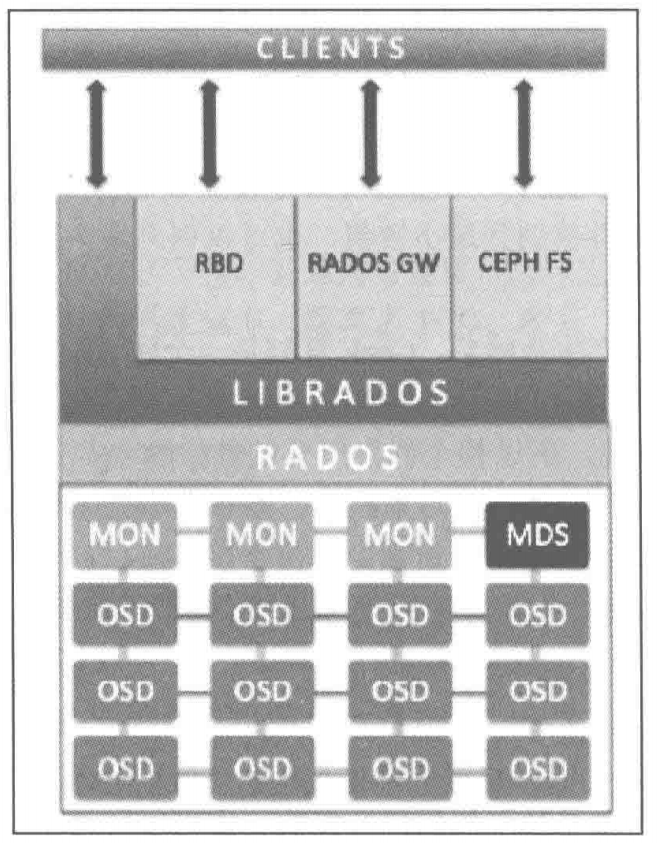 CLIENTS
RBD RADOS GW CEPH FS
LIBRADOS
RADOS
MON MON MON MDS
OSD OSD OSD OSD
OSD OSD OSD OSD
OSD OSD OSD OSD